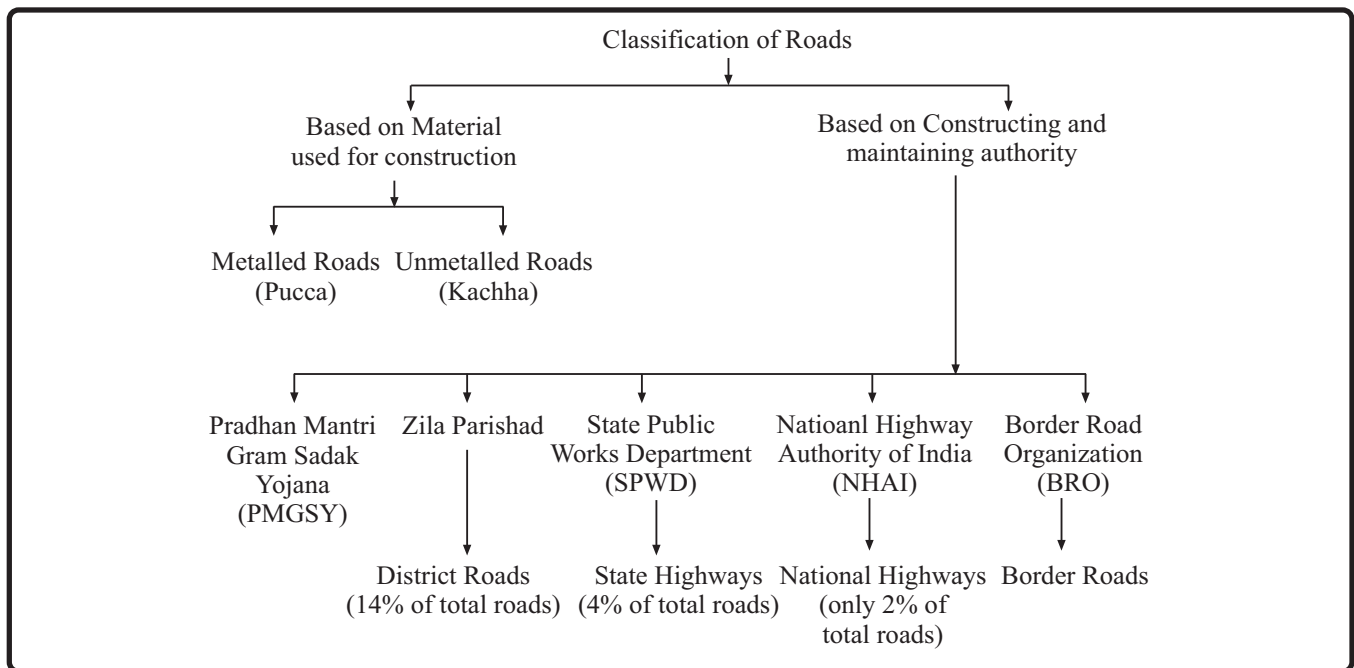 Classification of Roads
Based on Material
used for construction
Based on Constructing and
maintaining authority
Metalled Roads
(Pucca)
Unmetalled Roads
(Kachha)
Pradhan Mantri
Gram Sadak
Yojana
(PMGSY)
Zila Parishad
State Public
Works Department
(SPWD)
Natioanl Highway
Authority of India
(NHAI)
Border Road
Organization
(BRO)
District Roads
(14% of total roads)
State Highways
(4% of total roads)
National Highways
(only 2% of
total roads)
Border Roads